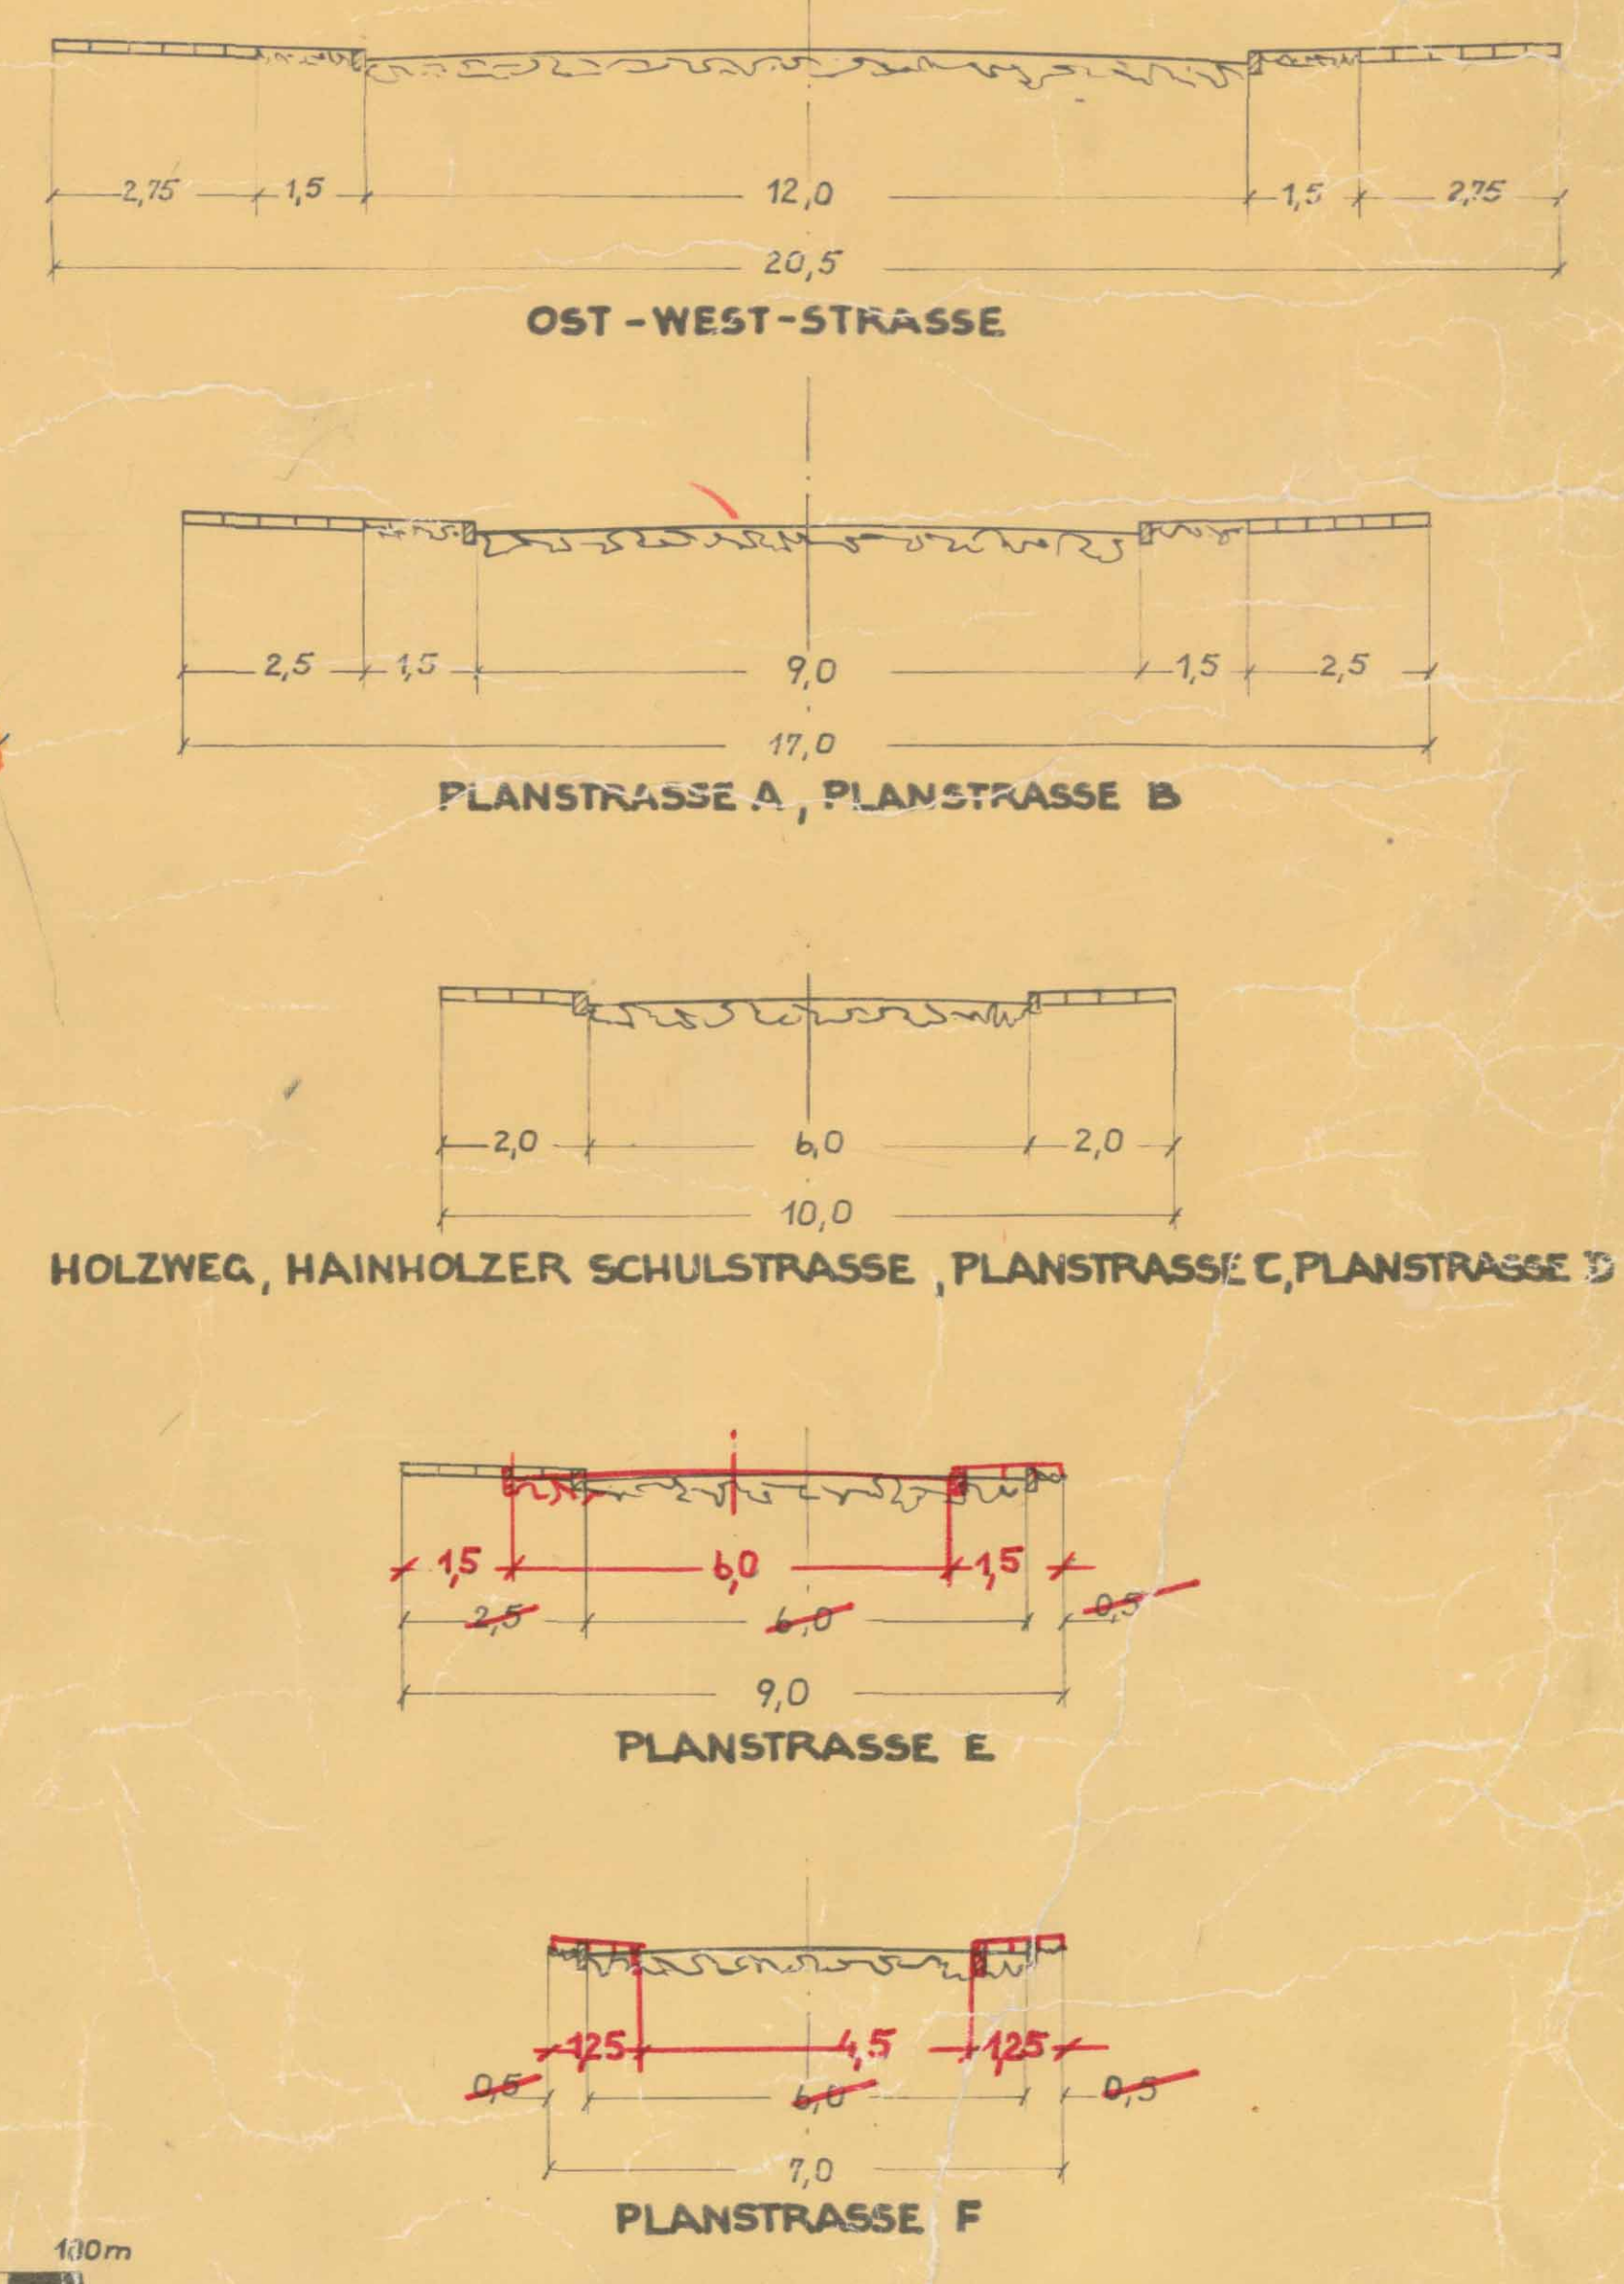 2,75 1,5 12,0 1,5 2,75
20,5
OST-WEST-STRASSE
2,5 1,5 9,0 1,5 2,5
17,0
PLANSTRASSE A, PLANSTRASSE B
2,0 6,0 2,0
10,0
HOLZWEG, HAINHOLZER SCHULSTRASSE, PLANSTRASSE C, PLANSTRASSE D
1,5 6,0 1,5
2,5 6,0 0,5
9,0
PLANSTRASSE E
1,25 4,5 1,25
0,5 6,0 0,5
7,0
PLANSTRASSE F
100m